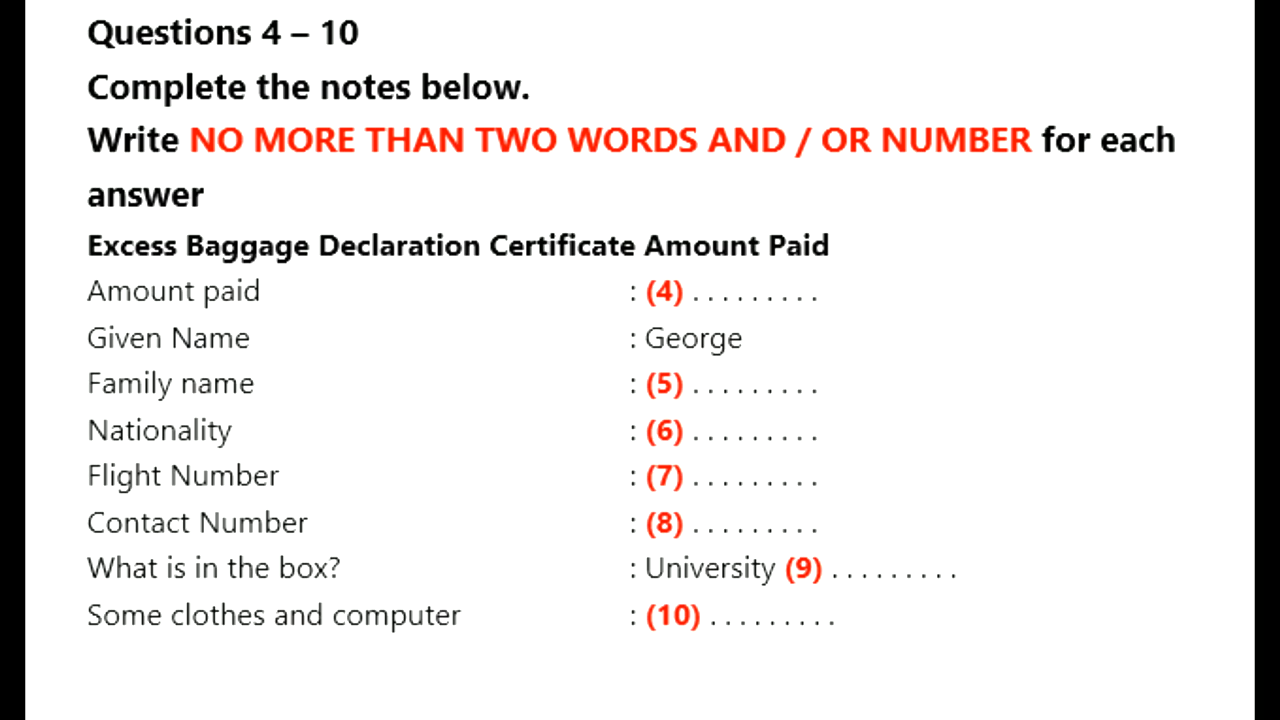 Questions 4 – 10
Complete the notes below.
Write NO MORE THAN TWO WORDS AND / OR NUMBER for each
answer
Excess Baggage Declaration Certificate Amount Paid
Amount paid : (4) . . . . . . . . .
Given Name : George
Family name : (5) . . . . . . . . .
Nationality : (6) . . . . . . . . .
Flight Number : (7) . . . . . . . . .
Contact Number : (8) . . . . . . . . .
What is in the box? : University (9) . . . . . . . . .
Some clothes and computer : (10) . . . . . . . . .